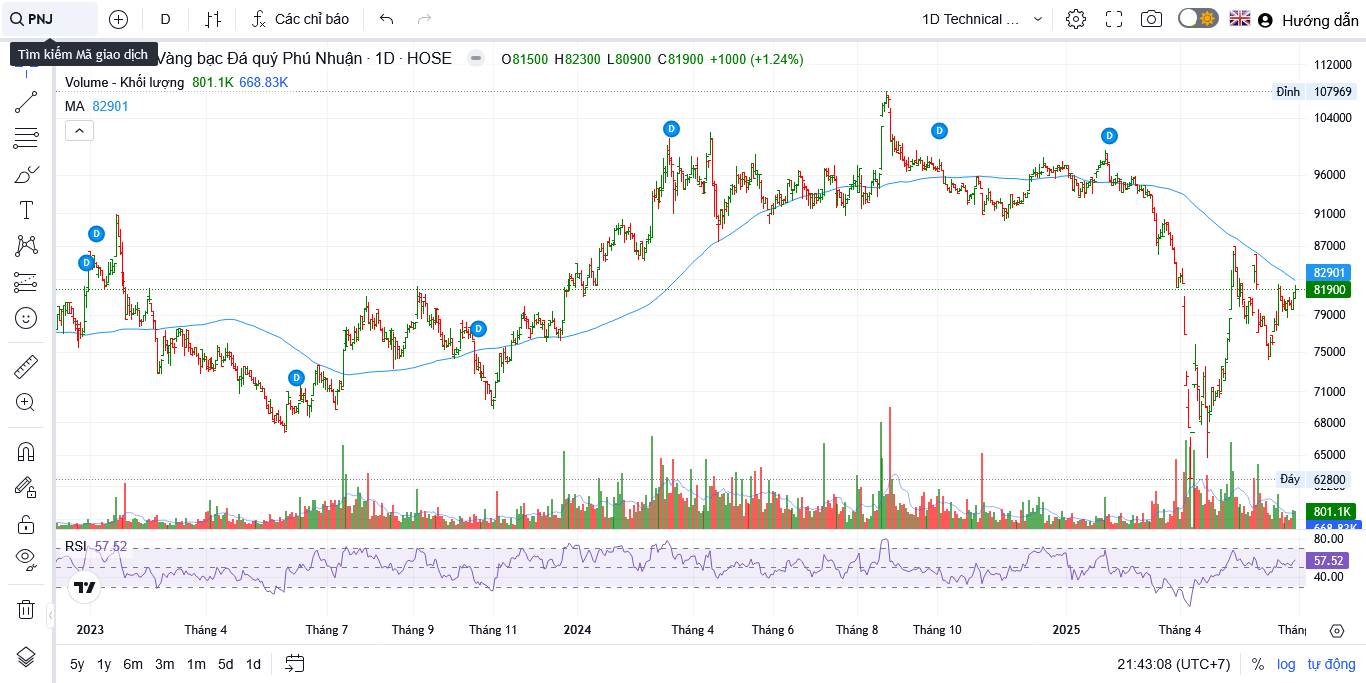 PNJ
D
Các chỉ báo
1D Technical ...
Hướng dẫn
Tìm kiếm Mã giao dịch
Vàng bạc Đá quý Phú Nhuận · 1D · HOSE
O81500 H82300 L80900 C81900 +1000 (+1.24%)
Volume - Khối lượng 801.1K 668.83K
MA 82901
112000
Đỉnh 107969
104000
96000
91000
87000
82901
81900
79000
75000
71000
68000
65000
Đáy 62800
801.1K
668.83K
D
D
D
D
D
D
D
RSI 57.52
80.00
57.52
40.00
2023
Tháng 4
Tháng 7
Tháng 9
Tháng 11
2024
Tháng 4
Tháng 6
Tháng 8
Tháng 10
2025
Tháng 4
5y 1y 6m 3m 1m 5d 1d
21:43:08 (UTC+7) % log tự động